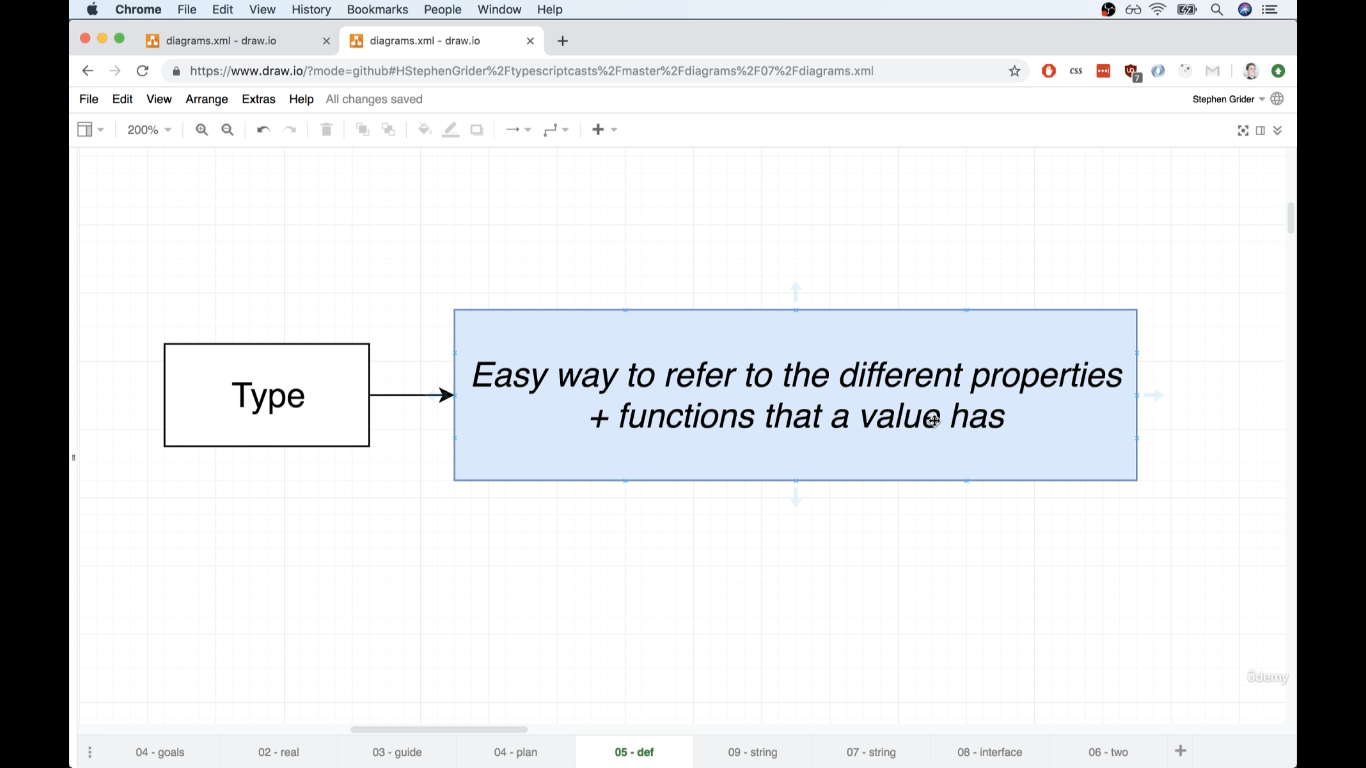 Chrome File Edit View History Bookmarks People Window Help
diagrams.xml - draw.io
diagrams.xml - draw.io
https://www.draw.io/?mode=github#HStephenGrider%2Ftypescriptcasts%2Fmaster%2Fdiagrams%2F07%2Fdiagrams.xml
css
7
File Edit View Arrange Extras Help All changes saved
Stephen Grider
200%
Type
Easy way to refer to the different properties
+ functions that a value has
ûdemy
04 - goals 02 - real 03 - guide 04 - plan 05 - def 09 - string 07 - string 08 - interface 06 - two